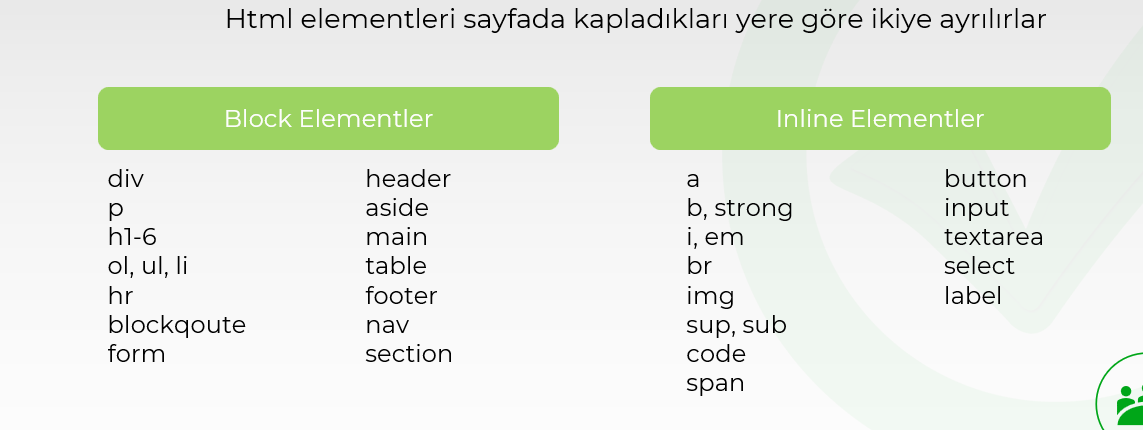 Html elementleri sayfada kapladıkları yere göre ikiye ayrılırlar
Block Elementler
div
p
h1-6
ol, ul, li
hr
blockqoute
form
header
aside
main
table
footer
nav
section
Inline Elementler
a
b, strong
i, em
br
img
sup, sub
code
span
button
input
textarea
select
label